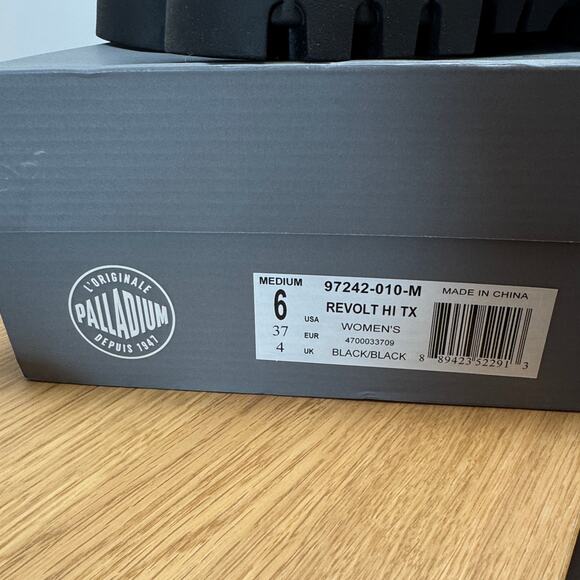 L'ORIGINALE
PALLADIUM
DEPUIS 1947
MEDIUM 97242-010-M MADE IN CHINA
6 USA REVOLT HI TX
37 EUR WOMEN'S
4700033709
4 UK BLACK/BLACK
8 89423 52291 3